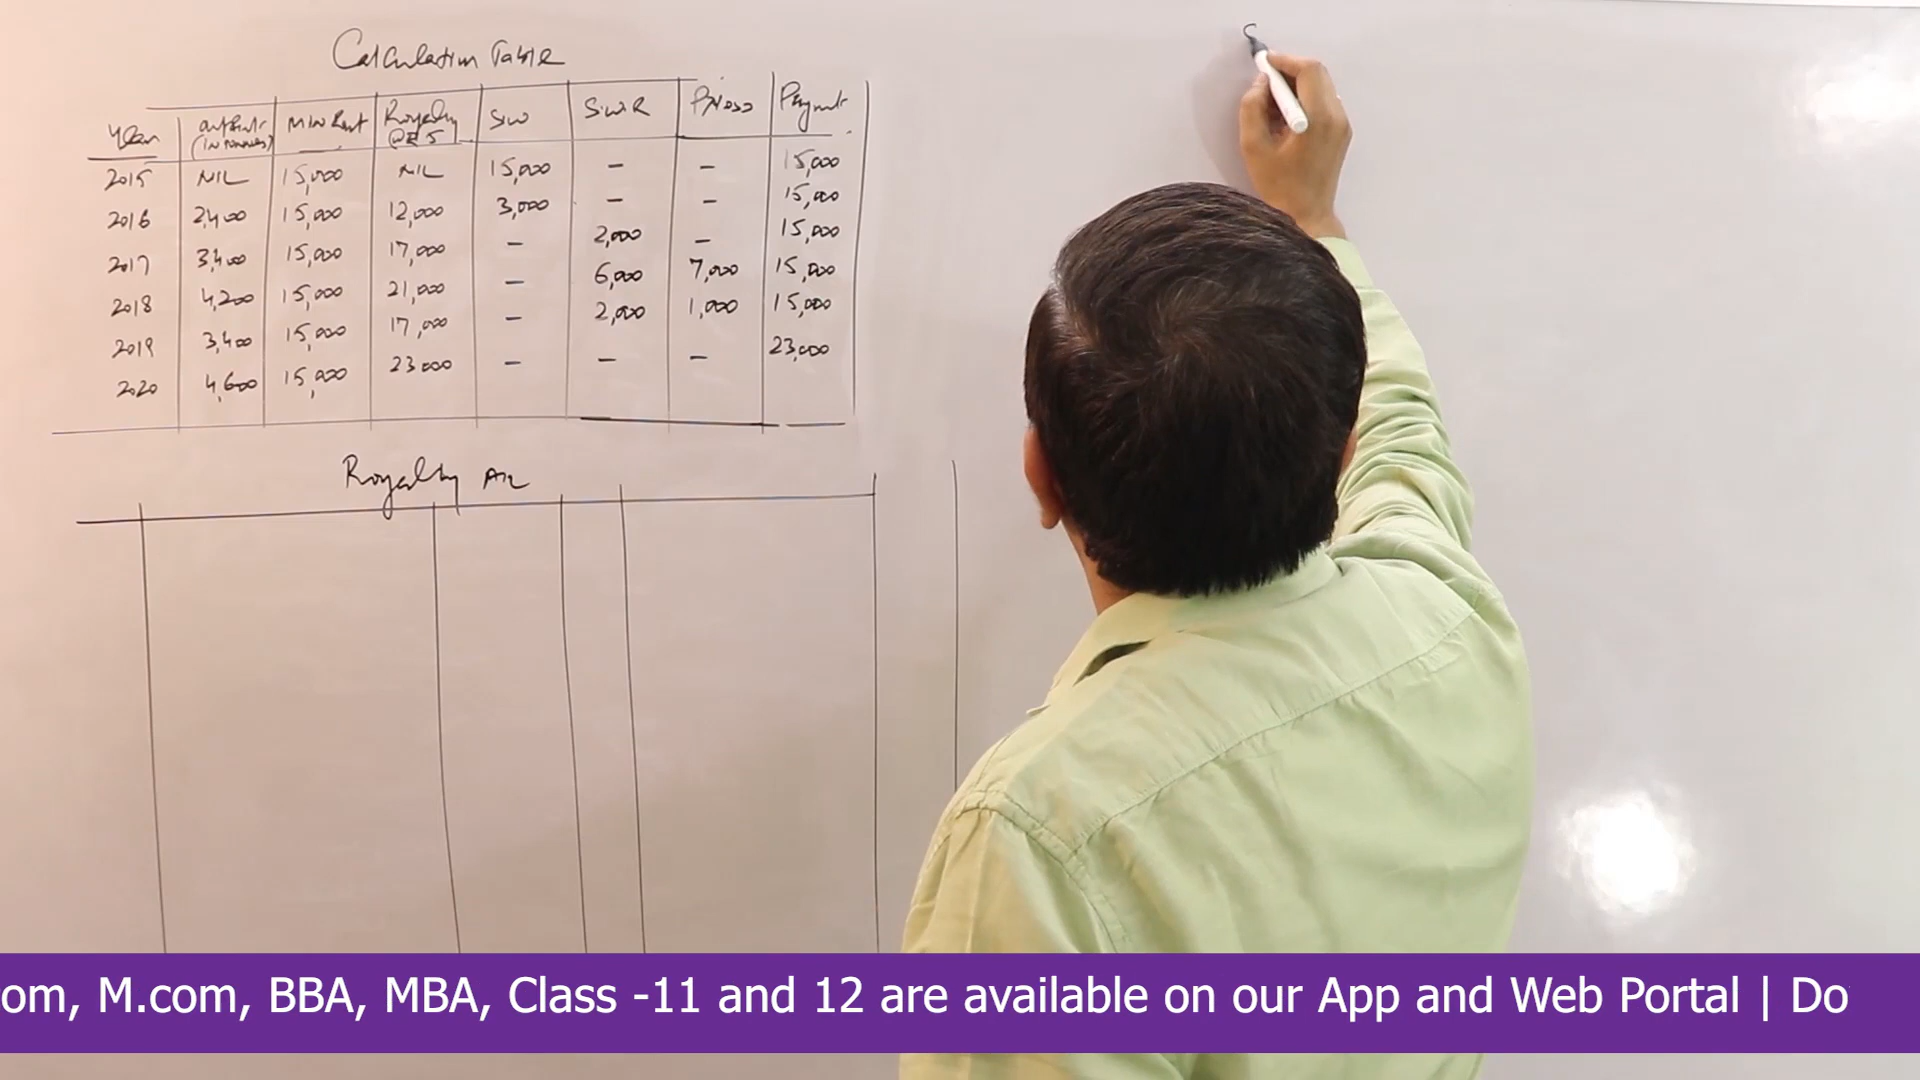 Calculation Table
Year Output Min Rent Royalty SW SWR P/L Payment
(in tonnes) @ ₹ 5
2015 NIL 15,000 NIL 15,000 - - 15,000
2016 2,400 15,000 12,000 3,000 - - 15,000
2017 3,400 15,000 17,000 - 2,000 - 15,000
2018 4,200 15,000 21,000 - 6,000 7,000 15,000
2019 3,400 15,000 17,000 - 2,000 1,000 15,000
2020 4,600 15,000 23000 - - - 23,000
Royalty A/c
om, M.com, BBA, MBA, Class -11 and 12 are available on our App and Web Portal | Do